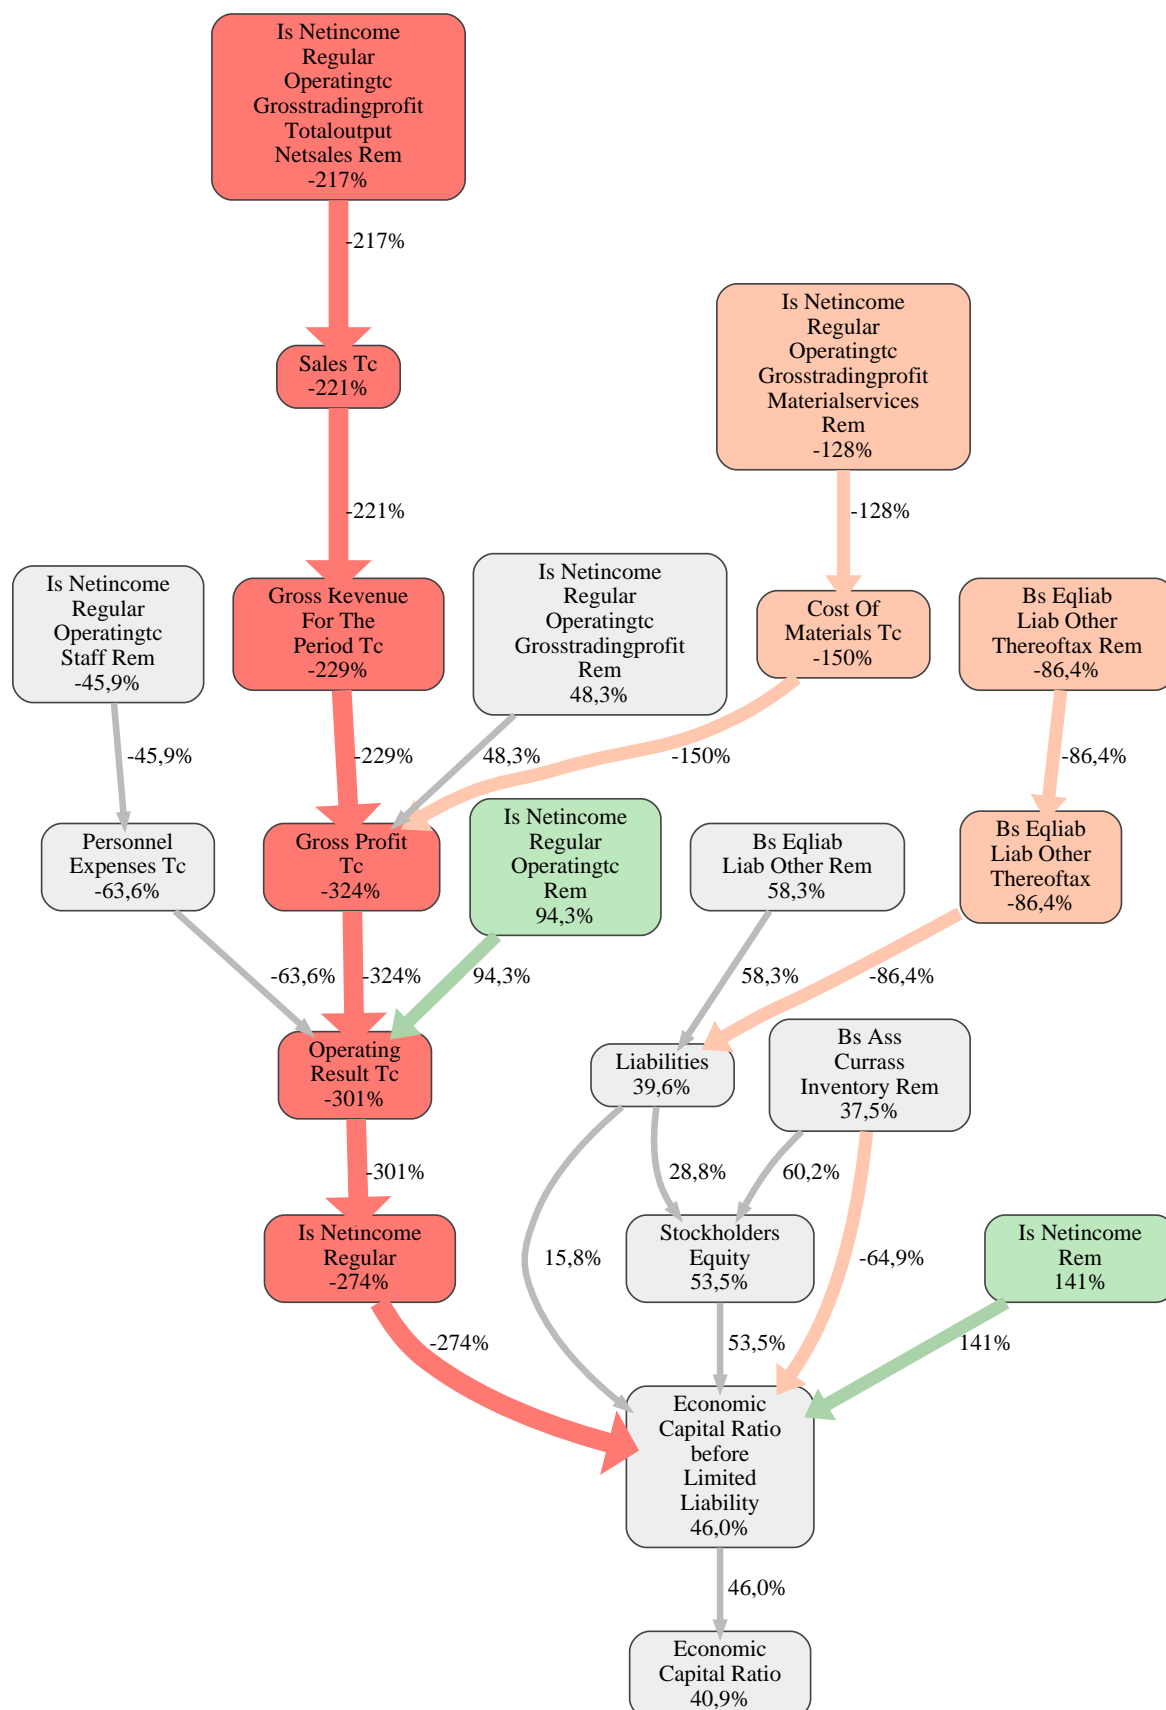 Is Netincome
Regular
Operatingtc
Grosstradingprofit
Totaloutput
Netsales Rem
-217%
-217%
Is Netincome
Regular
Operatingtc
Grosstradingprofit
Materialservices
Rem
-128%
Sales Tc
-221%
-128%
-221%
Is Netincome
Regular
Operatingtc
Staff Rem
-45,9%
Gross Revenue
For The
Period Tc
-229%
Is Netincome
Regular
Operatingtc
Grosstradingprofit
Rem
48,3%
Cost Of
Materials Tc
-150%
Bs Eqliab
Liab Other
Thereoftax Rem
-86,4%
-45,9%
-229%
48,3%
-150%
-86,4%
Personnel
Expenses Tc
-63,6%
Gross Profit
Tc
-324%
Is Netincome
Regular
Operatingtc
Rem
94,3%
Bs Eqliab
Liab Other Rem
58,3%
Bs Eqliab
Liab Other
Thereoftax
-86,4%
-63,6%
-324%
94,3%
58,3%
-86,4%
Operating
Result Tc
-301%
Liabilities
39,6%
Bs Ass
Currass
Inventory Rem
37,5%
-301%
28,8%
60,2%
Is Netincome
Regular
-274%
15,8%
Stockholders
Equity
53,5%
-64,9%
Is Netincome
Rem
141%
-274%
53,5%
141%
Economic
Capital Ratio
before
Limited
Liability
46,0%
46,0%
Economic
Capital Ratio
40,9%